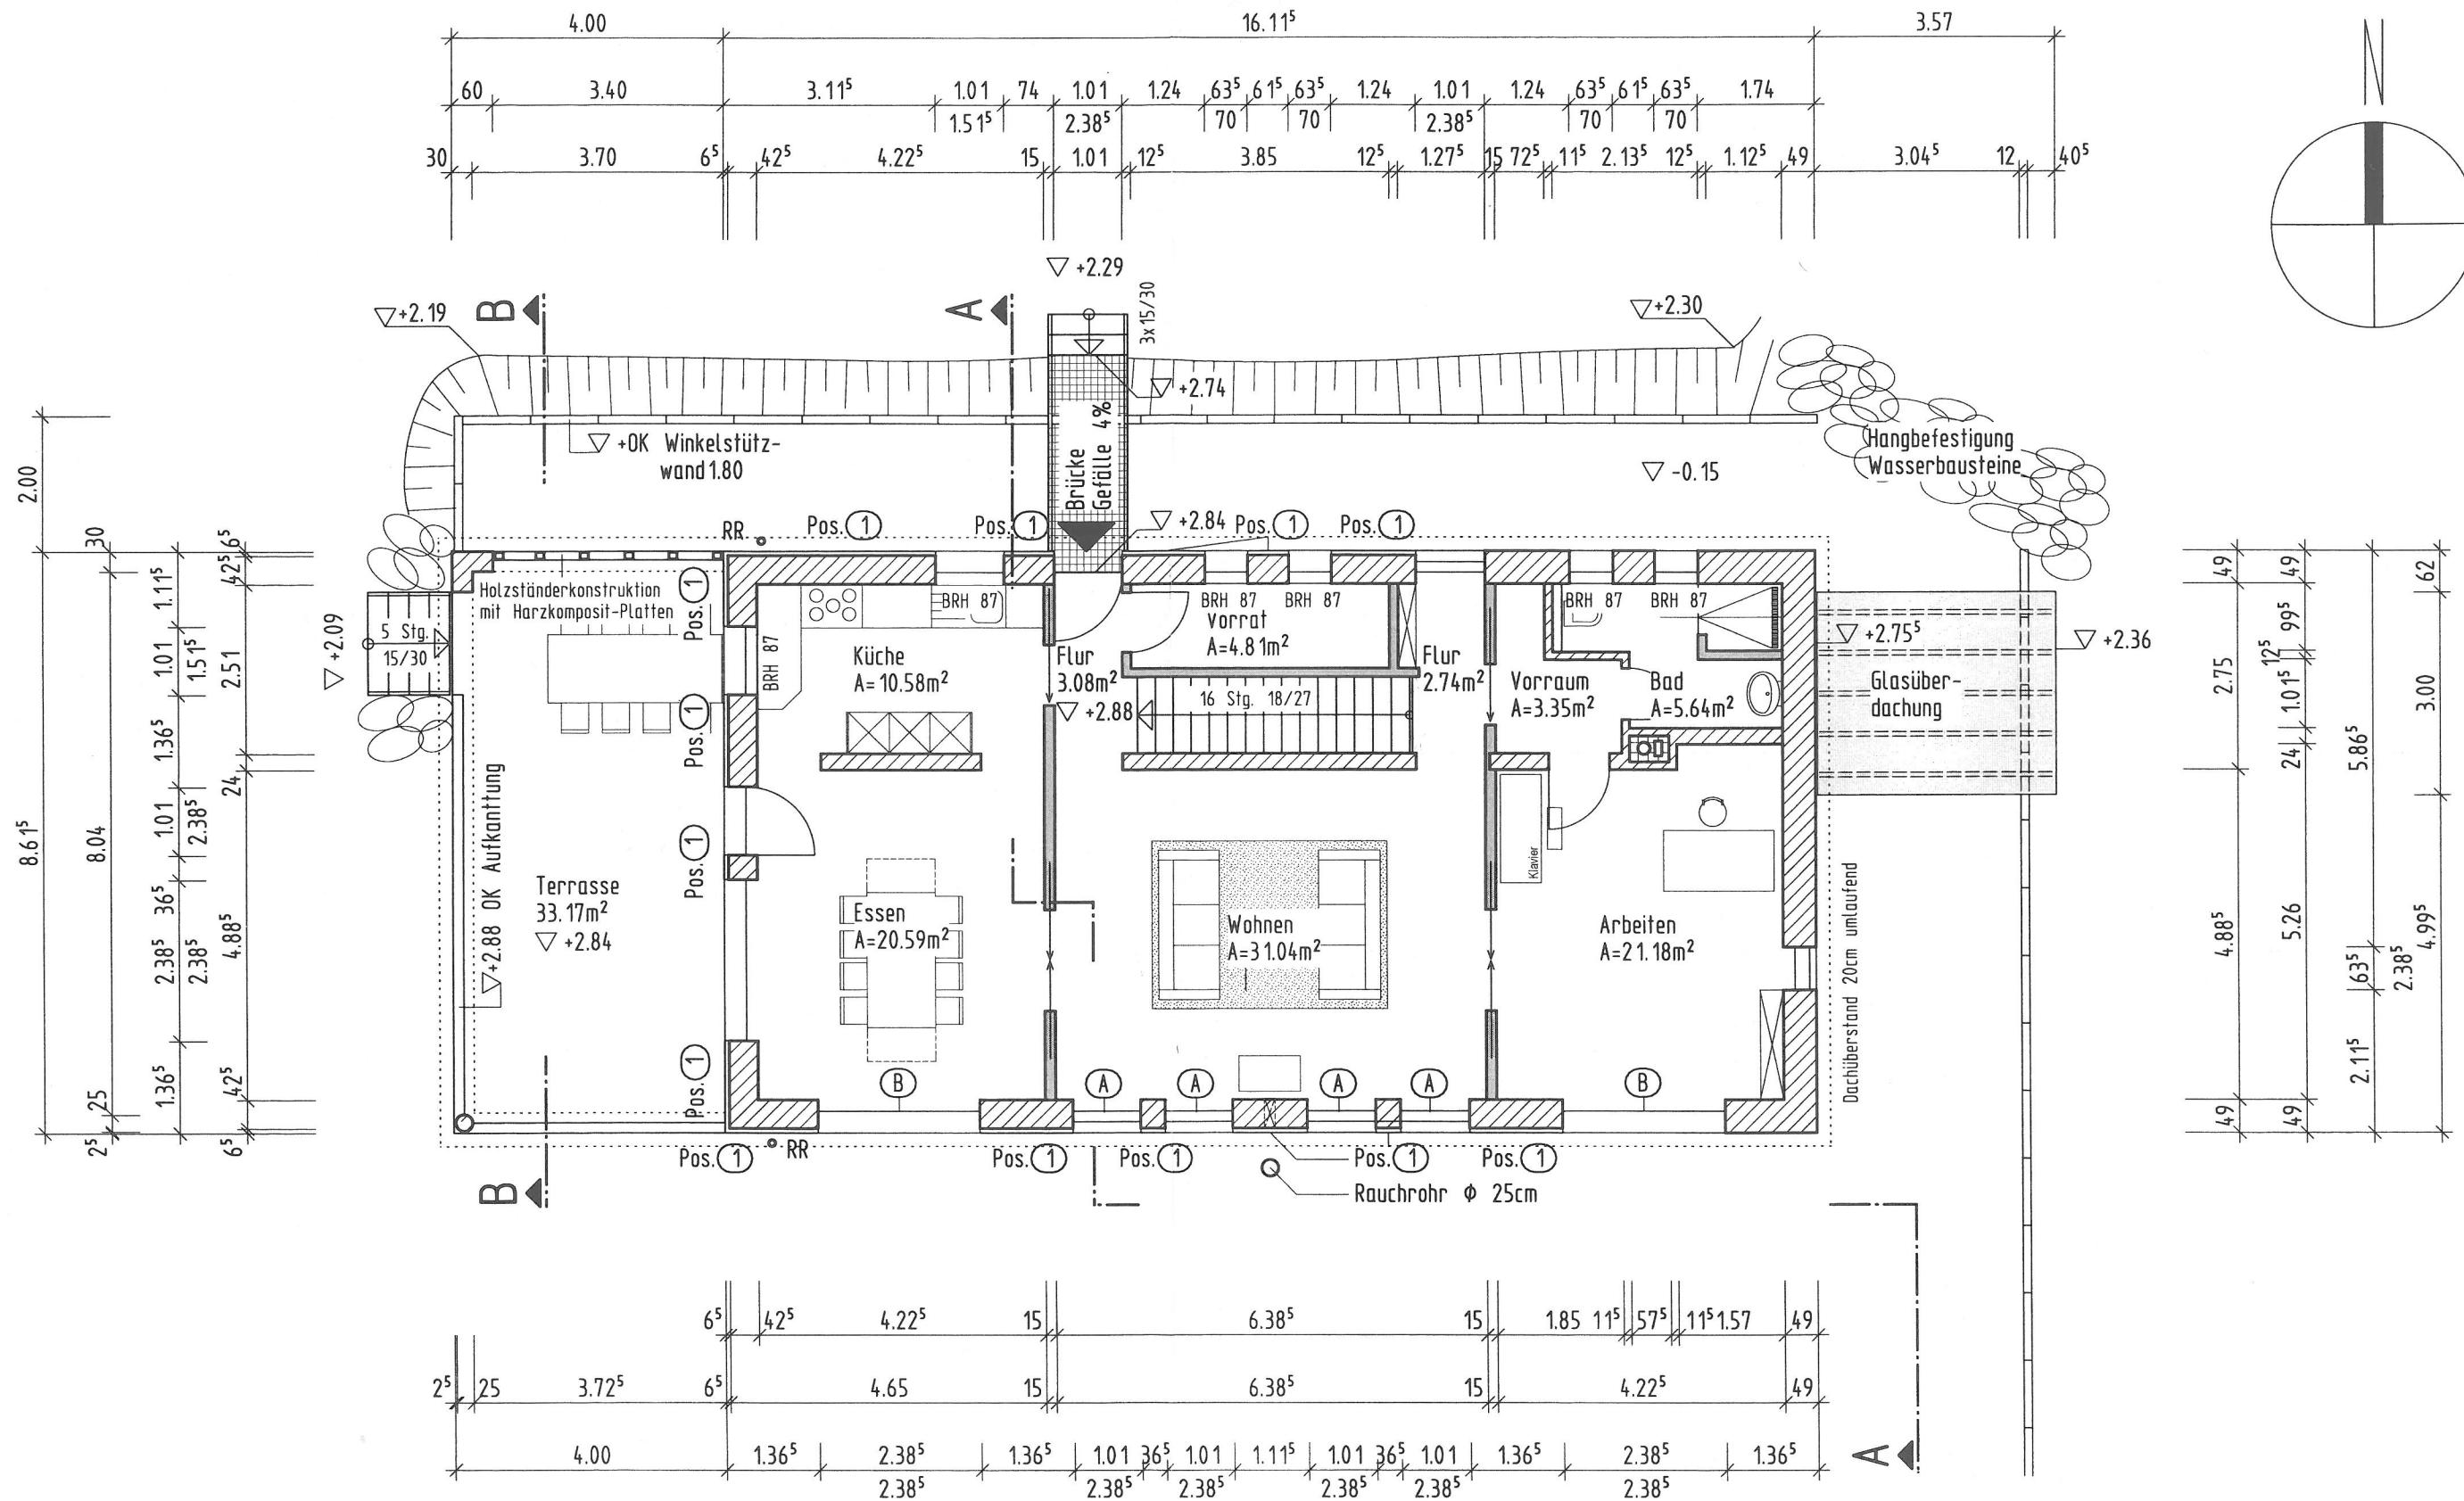 4.00 16.11⁵ 3.57
60 3.40 3.11⁵ 1.01 74 1.01 1.24 63⁵ 61⁵ 63⁵ 1.24 1.01 1.24 63⁵ 61⁵ 63⁵ 1.74
1.51⁵ 2.38⁵ 70 70 2.38⁵ 70 70
30 3.70 6⁵ 42⁵ 4.22⁵ 15 1.01 12⁵ 3.85 12⁵ 1.27⁵ 15 72⁵ 11⁵ 2.13⁵ 12⁵ 1.12⁵ 49 3.04⁵ 12 40⁵
N
+2.29
+2.19
B
A
3x15/30
+2.30
+2.74
+OK Winkelstütz-
wand 1.80
Brücke
Gefälle 4%
-0.15
Hangbefestigung
Wasserbausteine
RR
Pos. 1
Pos. 1
+2.84
Pos. 1
Pos. 1
Holzständerkonstruktion
mit Harzkomposit-Platten
Pos. 1
BRH 87
BRH 87
BRH 87
BRH 87
BRH 87
BRH 87
Vorrat
A=4.81m²
5 Stg.
15/30
+2.09
Küche
A= 10.58m²
Flur
3.08m²
+2.88
16 Stg. 18/27
Flur
2.74m²
Vorraum
A=3.35m²
Bad
A=5.64m²
+2.75⁵
Glasüber-
dachung
+2.36
Pos. 1
Pos. 1
+2.88 OK Aufkantung
Terrasse
33.17m²
+2.84
Essen
A=20.59m²
Wohnen
A=31.04m²
Klavier
Arbeiten
A=21.18m²
Dachüberstand 20cm umlaufend
Pos. 1
B
A
A
A
A
B
Pos. 1
RR
Pos. 1
Pos. 1
Pos. 1
Pos. 1
Rauchrohr ϕ 25cm
B
2.00
8.61⁵
30
8.04
25
2⁵
1.11⁵
1.01
1.51⁵
1.36⁵
1.01
2.38⁵
36⁵
2.38⁵
2.38⁵
1.36⁵
6⁵
42⁵
2.51
24
4.88⁵
42⁵
6⁵
49
2.75
4.88⁵
49
49
99⁵
12⁵
1.01⁵
24
5.26
49
5.86⁵
63⁵
2.38⁵
2.11⁵
62
3.00
4.99⁵
6⁵ 42⁵ 4.22⁵ 15 6.38⁵ 15 1.85 11⁵ 57⁵ 11⁵ 1.57 49
2⁵ 25 3.72⁵ 6⁵ 4.65 15 6.38⁵ 15 4.22⁵ 49
4.00 1.36⁵ 2.38⁵ 1.36⁵ 1.01 36⁵ 1.01 1.11⁵ 1.01 36⁵ 1.01 1.36⁵ 2.38⁵ 1.36⁵
2.38⁵ 2.38⁵ 2.38⁵ 2.38⁵ 2.38⁵ 2.38⁵
A